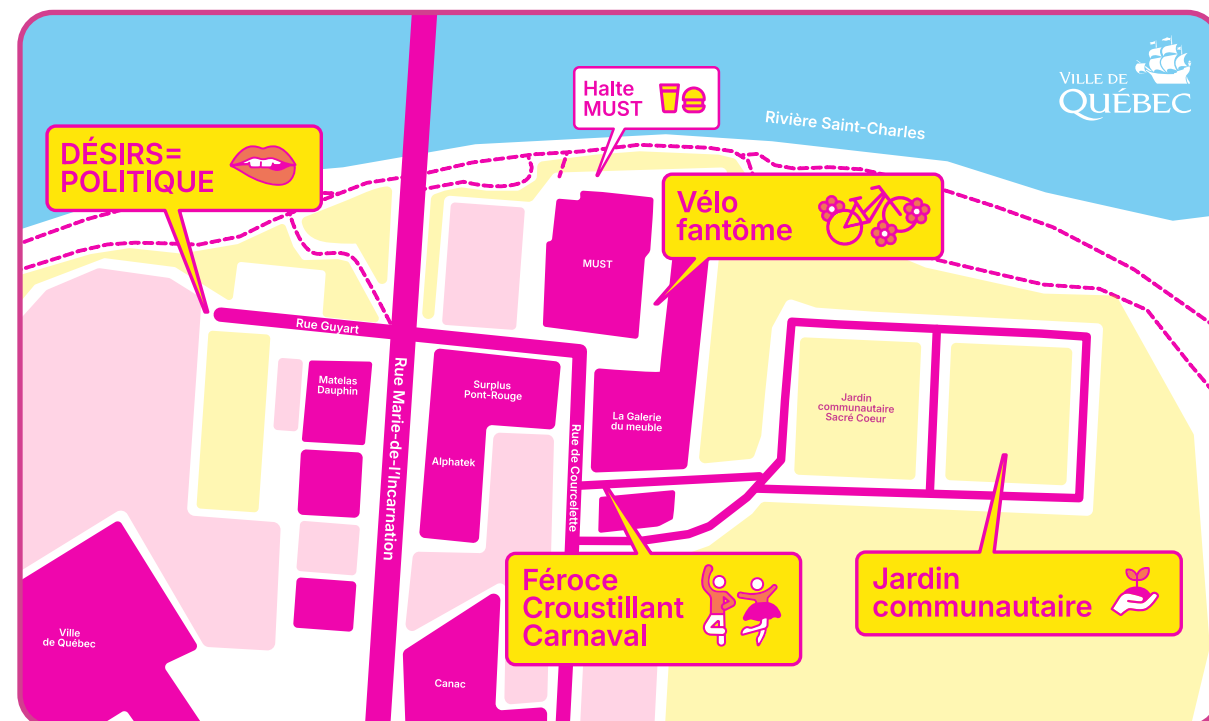 VILLE DE
QUÉBEC
Halte
MUST
Rivière Saint-Charles
DÉSIRS=
POLITIQUE
Vélo
fantôme
MUST
Rue Guyart
Rue Marie-de-l'Incarnation
Matelas
Dauphin
Surplus
Pont-Rouge
Alphatek
Rue de Courcelette
La Galerie
du meuble
Jardin
communautaire
Sacré Coeur
Féroce
Croustillant
Carnaval
Jardin
communautaire
Ville
de Québec
Canac